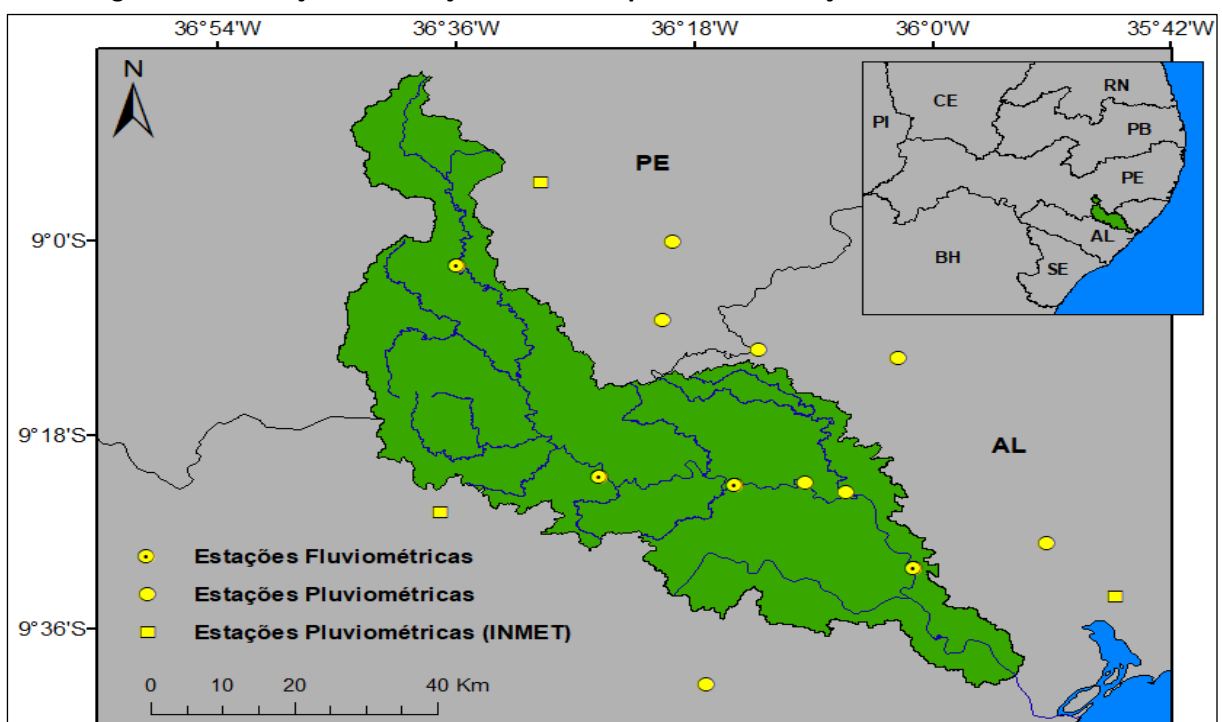 36°54'W 36°36'W 36°18'W 36°0'W 35°42'W
N
RN
CE
PI
PB
PE
PE
AL
BH
SE
9°0'S
9°18'S
AL
9°36'S
Estações Fluviométricas
Estações Pluviométricas
Estações Pluviométricas (INMET)
0 10 20 40 Km